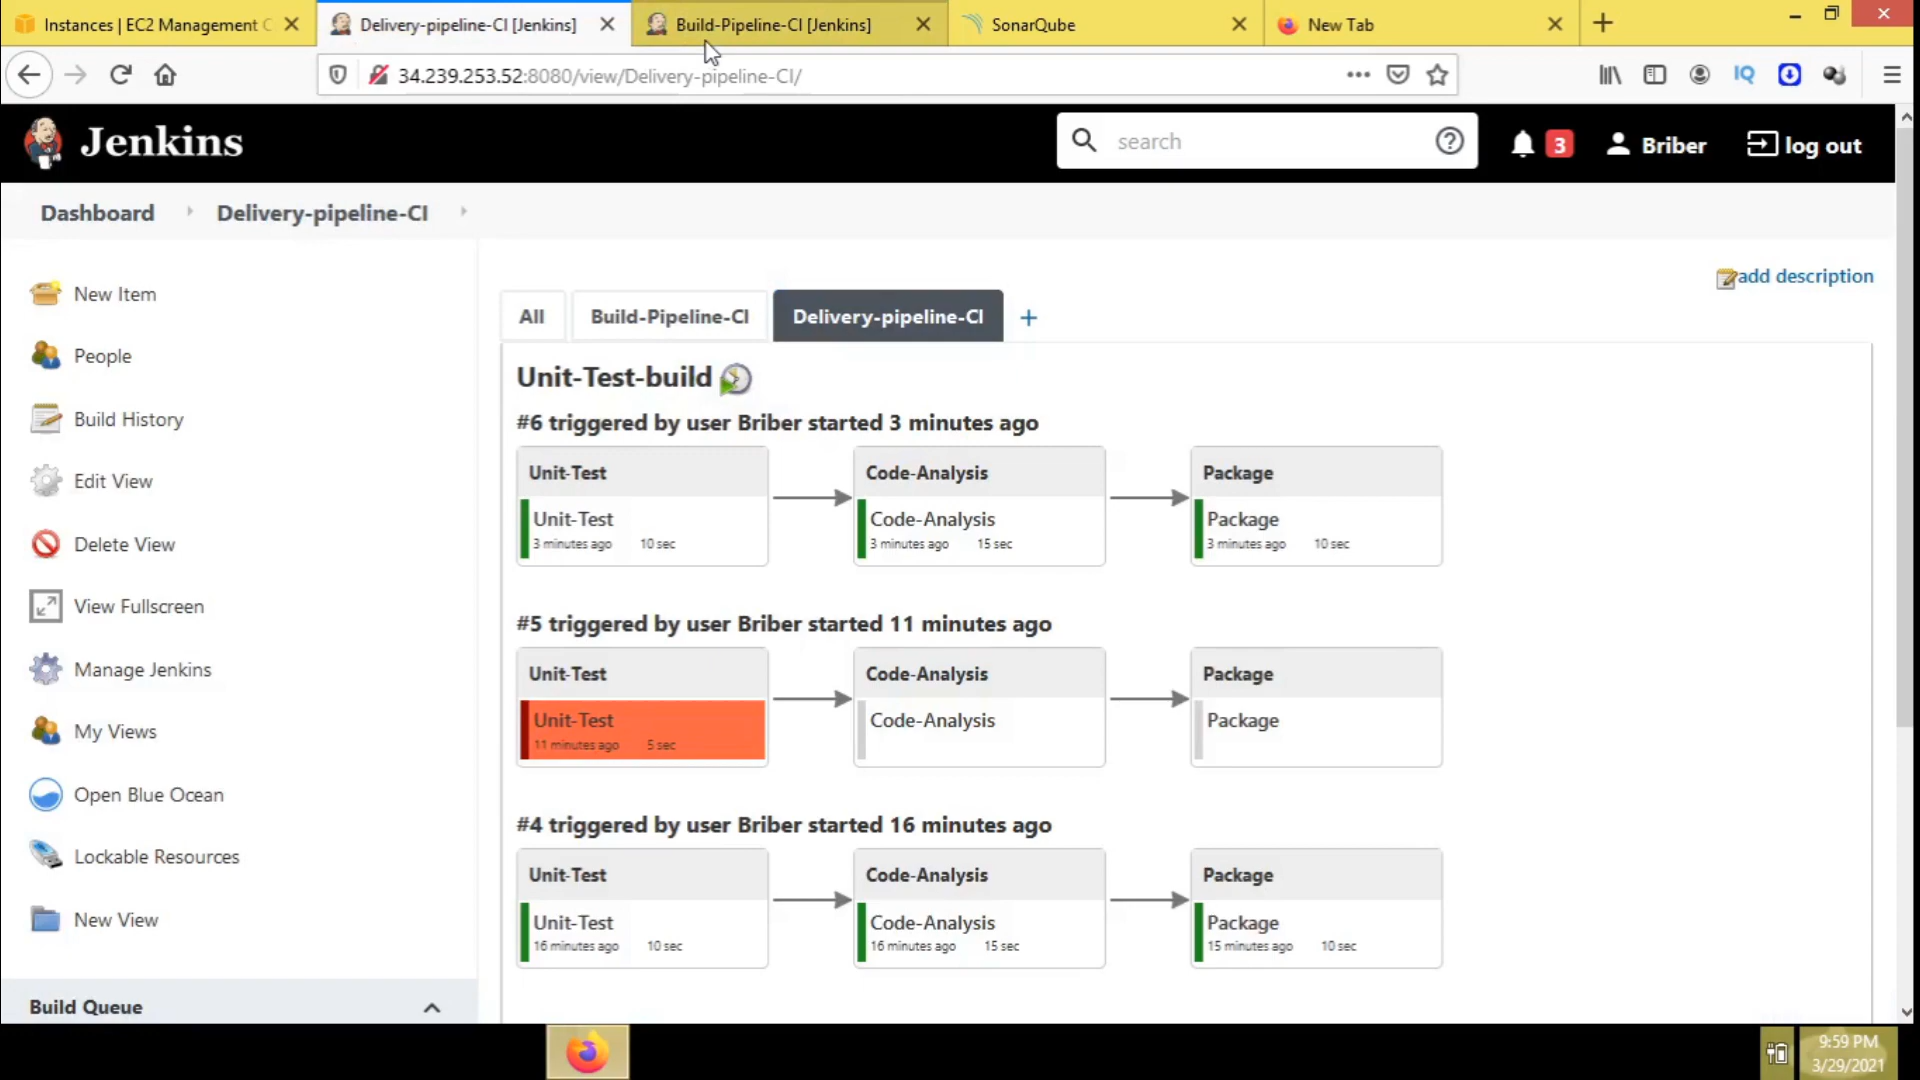 Instances | EC2 Management C
Delivery-pipeline-CI [Jenkins]
Build-Pipeline-CI [Jenkins]
SonarQube
New Tab
34.239.253.52:8080/view/Delivery-pipeline-CI/
IQ
Jenkins
search
3
Briber
log out
Dashboard
Delivery-pipeline-CI
add description
New Item
People
Build History
Edit View
Delete View
View Fullscreen
Manage Jenkins
My Views
Open Blue Ocean
Lockable Resources
New View
Build Queue
All
Build-Pipeline-CI
Delivery-pipeline-CI
+
Unit-Test-build
#6 triggered by user Briber started 3 minutes ago
Unit-Test
Unit-Test
3 minutes ago 10 sec
Code-Analysis
Code-Analysis
3 minutes ago 15 sec
Package
Package
3 minutes ago 10 sec
#5 triggered by user Briber started 11 minutes ago
Unit-Test
Unit-Test
11 minutes ago 5 sec
Code-Analysis
Code-Analysis
Package
Package
#4 triggered by user Briber started 16 minutes ago
Unit-Test
Unit-Test
16 minutes ago 10 sec
Code-Analysis
Code-Analysis
16 minutes ago 15 sec
Package
Package
15 minutes ago 10 sec
9:59 PM
3/29/2021